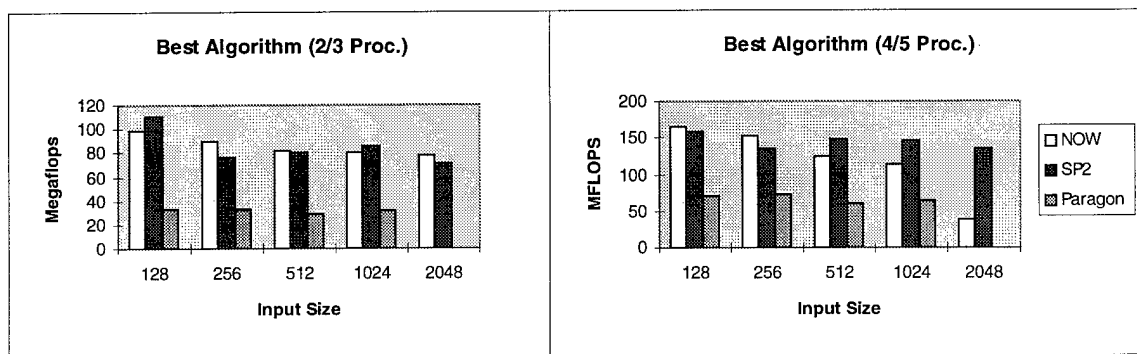 Best Algorithm (2/3 Proc.)
Megaflops
120
100
80
60
40
20
0
128 256 512 1024 2048
Input Size
Best Algorithm (4/5 Proc.)
MFLOPS
200
150
100
50
0
128 256 512 1024 2048
Input Size
NOW
SP2
Paragon